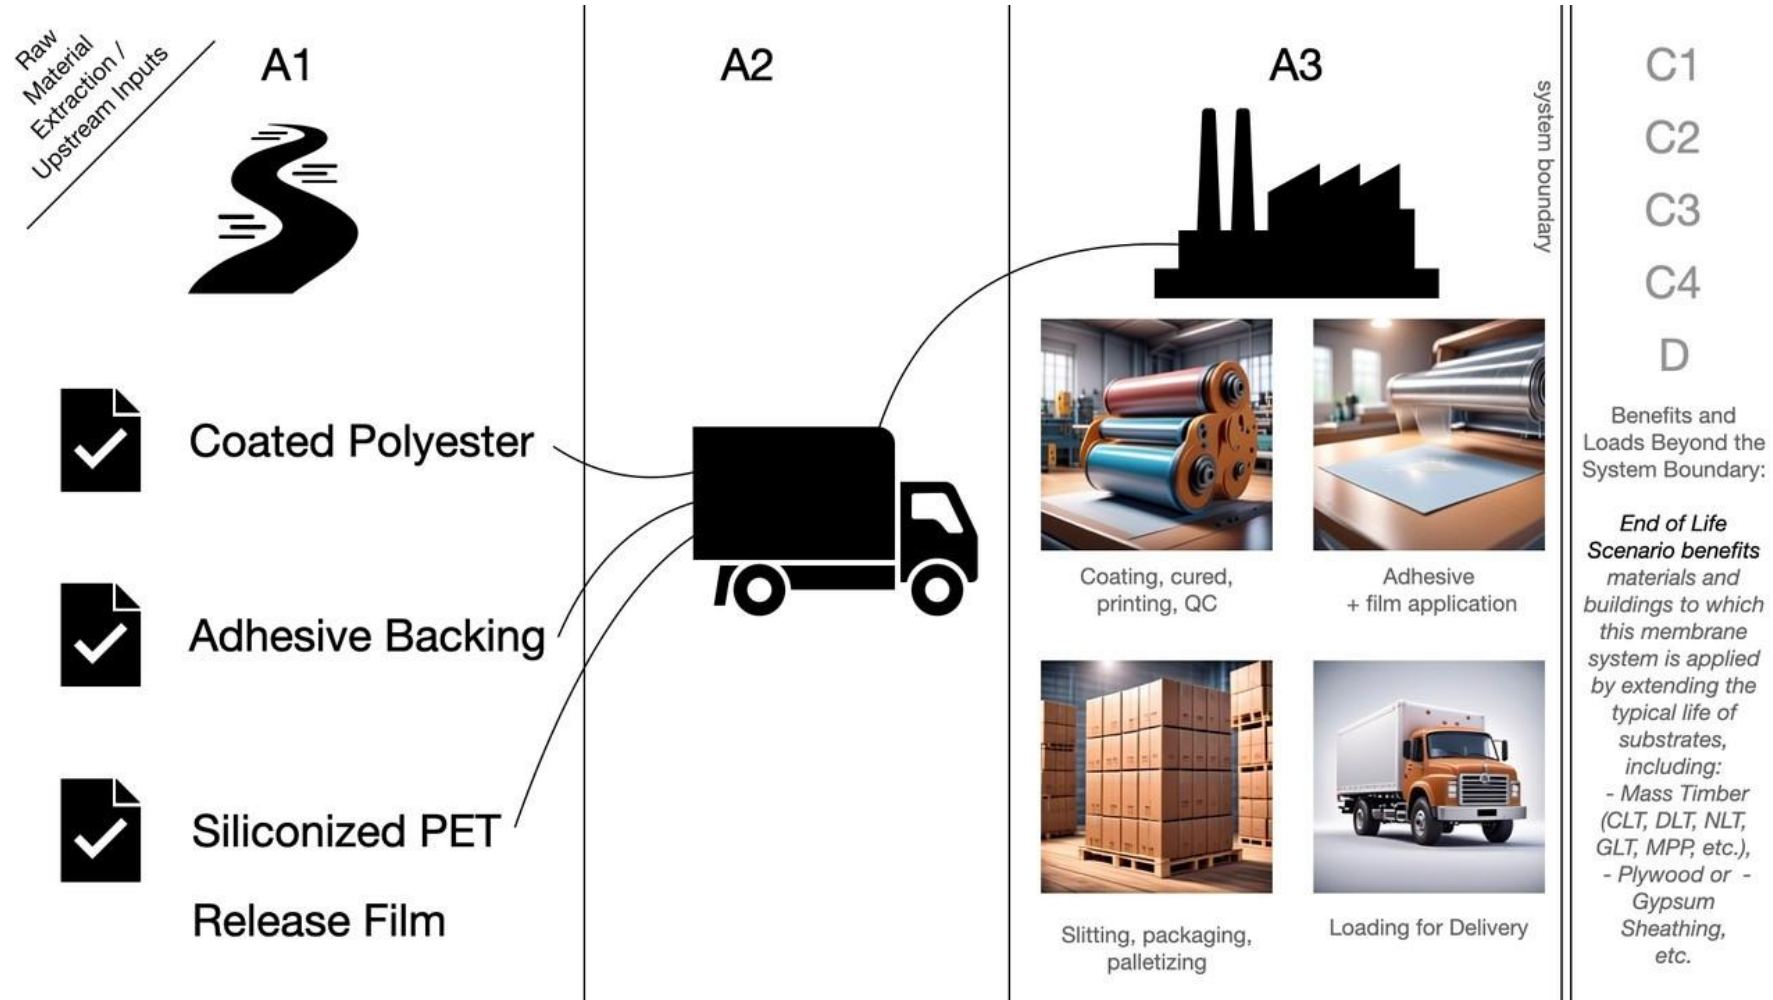 Raw
Material
Extraction /
Upstream Inputs
A1
Coated Polyester
Adhesive Backing
Siliconized PET
Release Film
A2
A3
system boundary
Coating, cured,
printing, QC
Adhesive
+ film application
Slitting, packaging,
palletizing
Loading for Delivery
C1
C2
C3
C4
D
Benefits and
Loads Beyond the
System Boundary:
End of Life
Scenario benefits
materials and
buildings to which
this membrane
system is applied
by extending the
typical life of
substrates,
including:
- Mass Timber
(CLT, DLT, NLT,
GLT, MPP, etc.),
- Plywood or -
Gypsum
Sheathing,
etc.